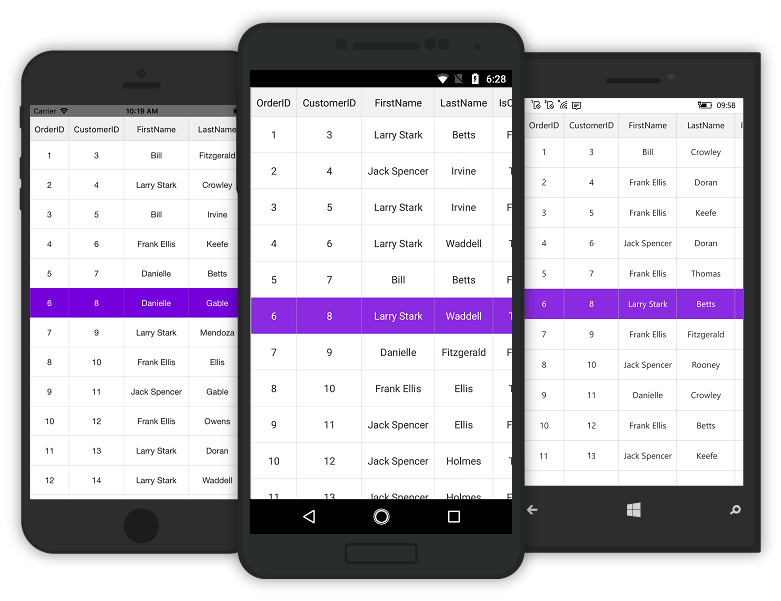 Carrier 10:19 AM
OrderID CustomerID FirstName LastName
1 3 Bill Fitzgerald
2 4 Larry Stark Crowley
3 5 Bill Irvine
4 6 Frank Ellis Keefe
5 7 Danielle Betts
6 8 Danielle Gable
7 9 Larry Stark Mendoza
8 10 Frank Ellis Ellis
9 11 Jack Spencer Gable
10 12 Frank Ellis Owens
11 13 Larry Stark Doran
12 14 Larry Stark Waddell
6:28
OrderID CustomerID FirstName LastName IsC
1 3 Larry Stark Betts F
2 4 Jack Spencer Irvine T
3 5 Larry Stark Irvine F
4 6 Larry Stark Waddell T
5 7 Bill Betts F
6 8 Larry Stark Waddell T
7 9 Danielle Fitzgerald F
8 10 Frank Ellis Ellis T
9 11 Jack Spencer Ellis F
10 12 Jack Spencer Holmes T
11 13 Jack Spencer Holmes F
09:58
OrderID CustomerID FirstName LastName I
1 3 Bill Crowley
2 4 Frank Ellis Doran
3 5 Frank Ellis Keefe
4 6 Jack Spencer Doran
5 7 Frank Ellis Thomas
6 8 Larry Stark Betts
7 9 Frank Ellis Fitzgerald
8 10 Jack Spencer Rooney
9 11 Danielle Crowley
10 12 Frank Ellis Betts
11 13 Jack Spencer Keefe